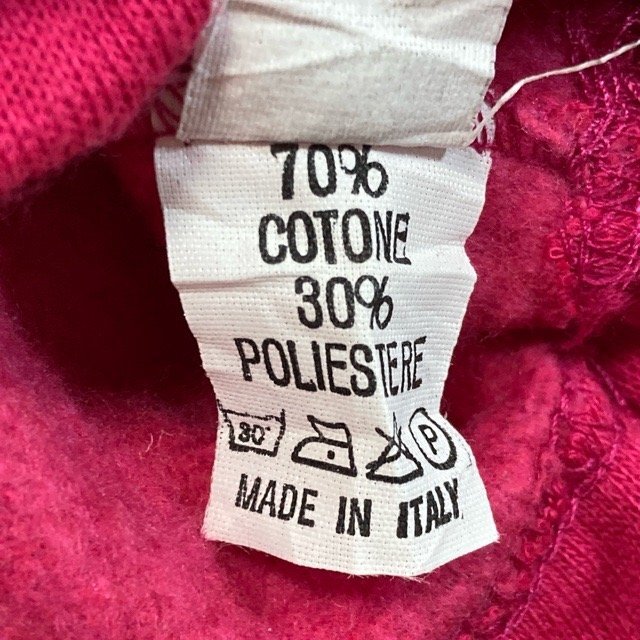 70%
COTONE
30%
POLIESTERE
30° P
MADE IN ITALY